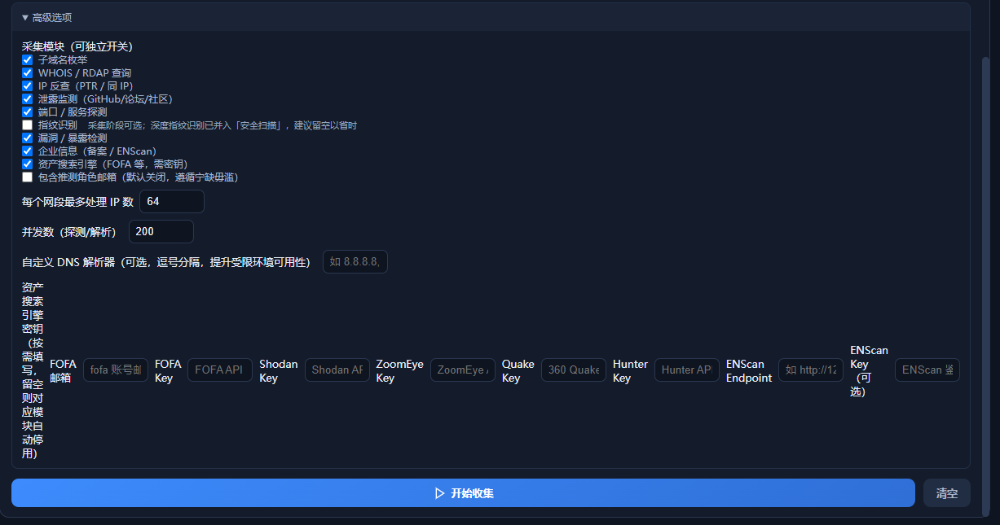 ▼ 高级选项
采集模块（可独立开关）
子域名枚举
WHOIS / RDAP 查询
IP 反查（PTR / 同 IP）
泄露监测（GitHub/论坛/社区）
端口 / 服务探测
指纹识别 采集阶段可选；深度指纹识别已并入「安全扫描」，建议留空以省时
漏洞 / 暴露检测
企业信息（备案 / ENScan）
资产搜索引擎（FOFA 等，需密钥）
包含推测角色邮箱（默认关闭，遵循宁缺毋滥）
每个网段最多处理 IP 数 64
并发数（探测/解析） 200
自定义 DNS 解析器（可选，逗号分隔，提升受限环境可用性） 如 8.8.8.8,
资产
搜索
引擎
密钥
（按
需填
写，
留空
则对
应模
块自
动停
用）
FOFA
邮箱
fofa 账号邮
FOFA
Key
FOFA API
Shodan
Key
Shodan AP
ZoomEye
Key
ZoomEye
Quake
Key
360 Quake
Hunter
Key
Hunter API
ENScan
Endpoint
如 http://12
ENScan
Key
（可
选）
ENScan 鉴
开始收集
清空